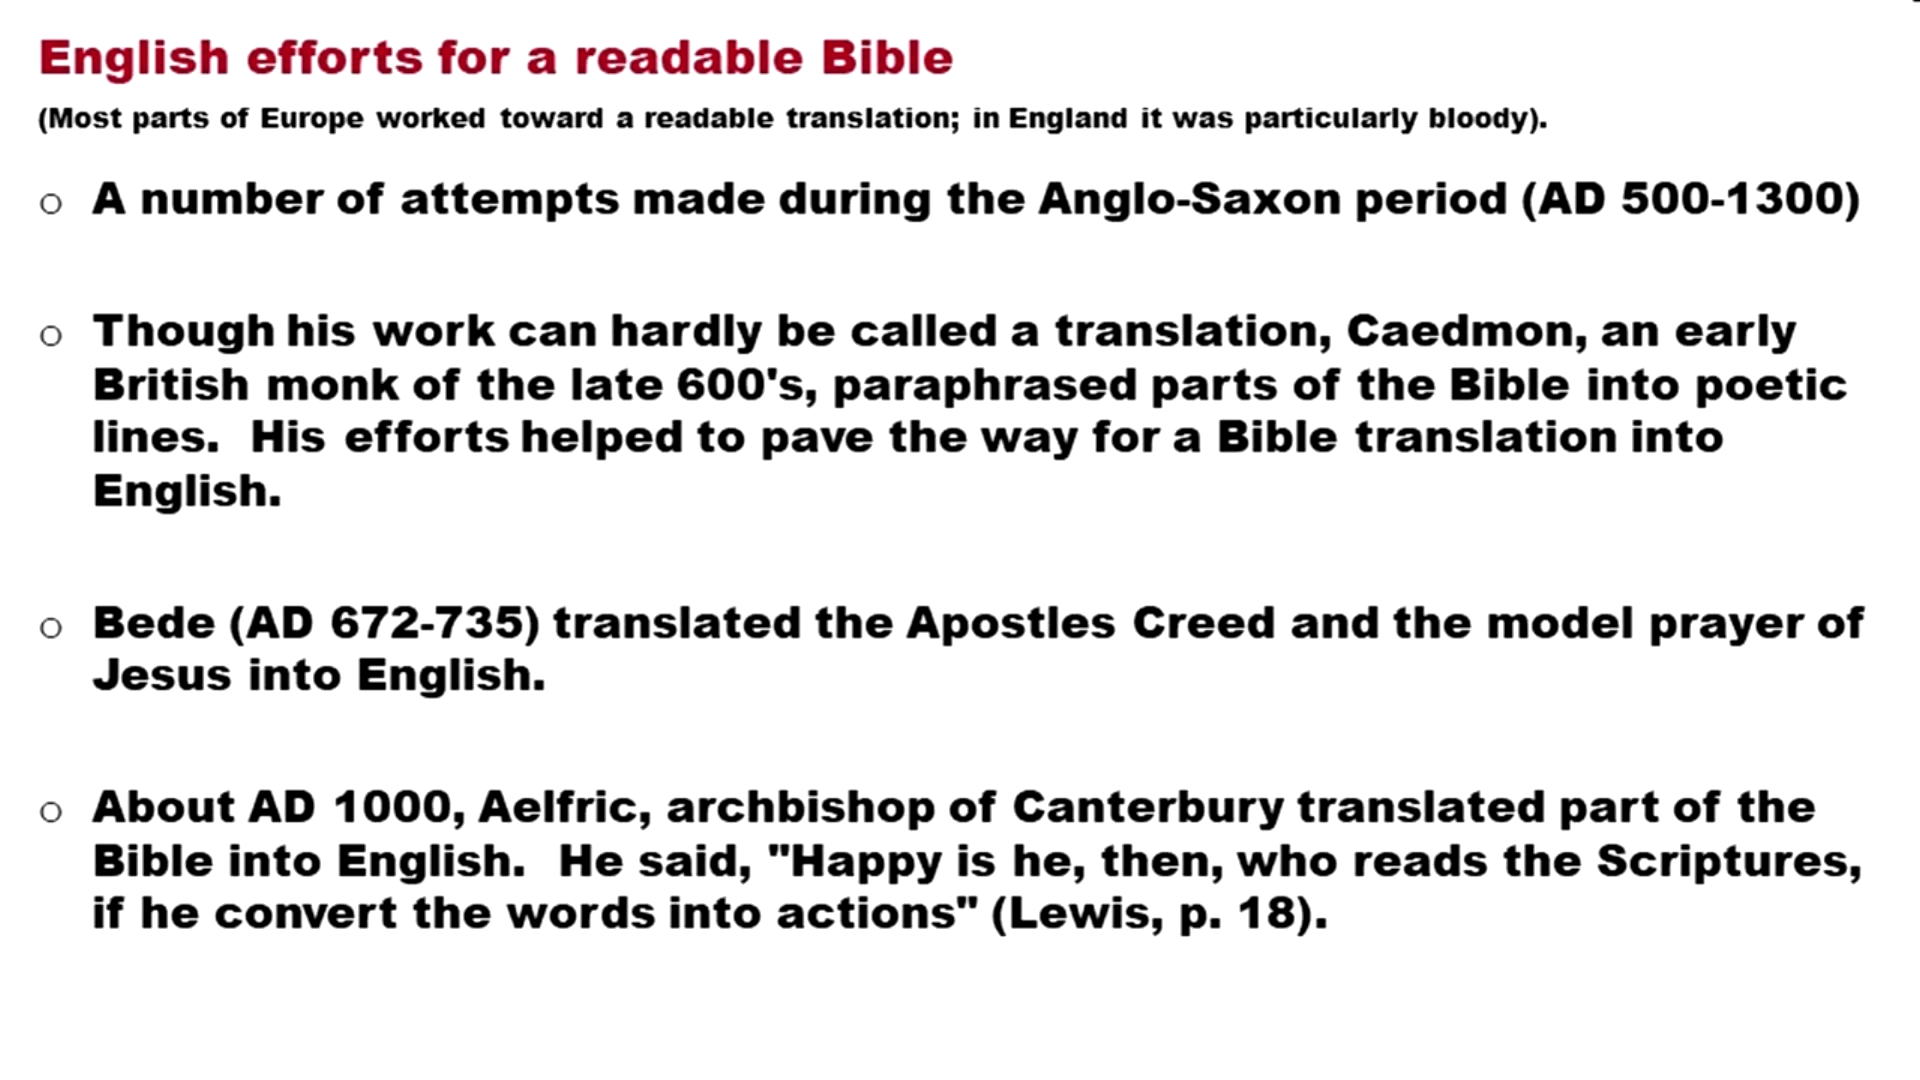 English efforts for a readable Bible
(Most parts of Europe worked toward a readable translation; in England it was particularly bloody).
○ A number of attempts made during the Anglo-Saxon period (AD 500-1300)
○ Though his work can hardly be called a translation, Caedmon, an early
British monk of the late 600's, paraphrased parts of the Bible into poetic
lines.  His efforts helped to pave the way for a Bible translation into
English.
○ Bede (AD 672-735) translated the Apostles Creed and the model prayer of
Jesus into English.
○ About AD 1000, Aelfric, archbishop of Canterbury translated part of the
Bible into English.  He said, "Happy is he, then, who reads the Scriptures,
if he convert the words into actions" (Lewis, p. 18).